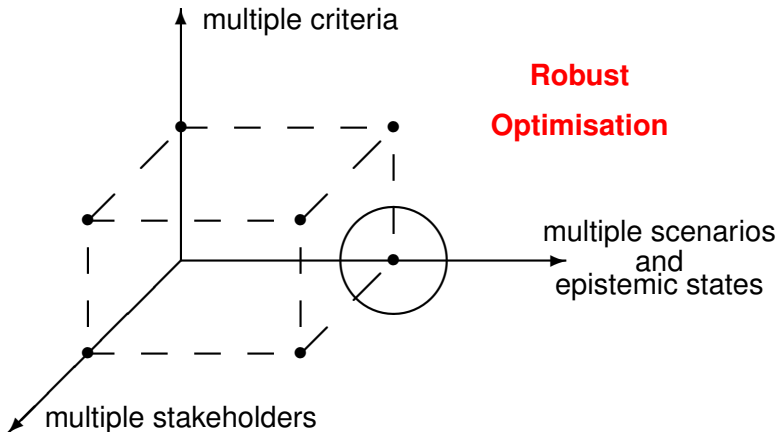 multiple criteria
Robust
Optimisation
multiple scenarios
and
epistemic states
multiple stakeholders